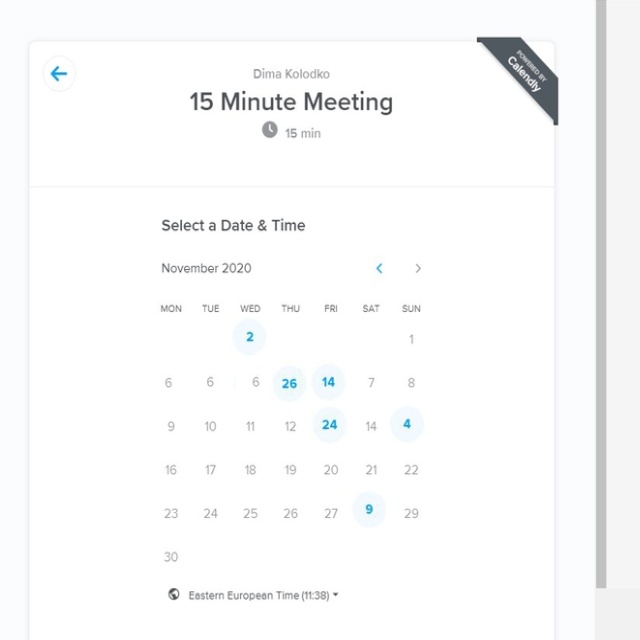 POWERED BY
Calendly
Dima Kolodko
15 Minute Meeting
15 min
Select a Date & Time
November 2020
MON TUE WED THU FRI SAT SUN
2 1
6 6 6 26 14 7 8
9 10 11 12 24 14 4
16 17 18 19 20 21 22
23 24 25 26 27 9 29
30
Eastern European Time (11:38)